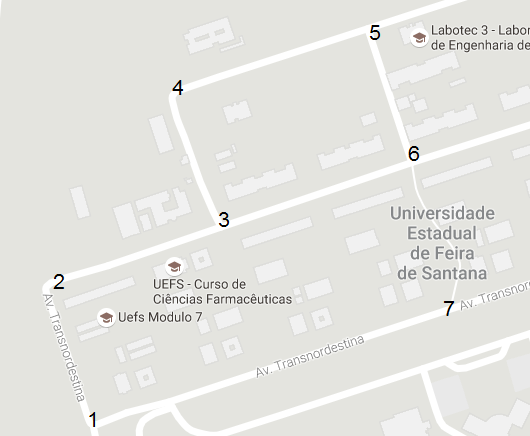 5
Labotec 3 - Labor
de Engenharia de
4
6
3
Universidade
Estadual
de Feira
de Santana
UEFS - Curso de
Ciências Farmacêuticas
2
Uefs Modulo 7
Av. Transnordestina
7
Av. Transno
Av. Transnordestina
1